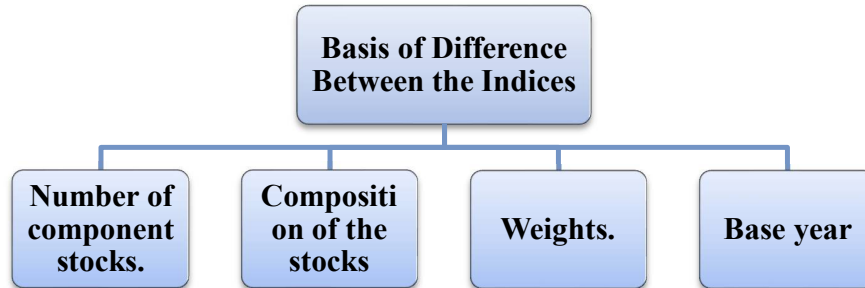 Basis of Difference
Between the Indices
Number of
component
stocks.
Compositi
on of the
stocks
Weights.
Base year